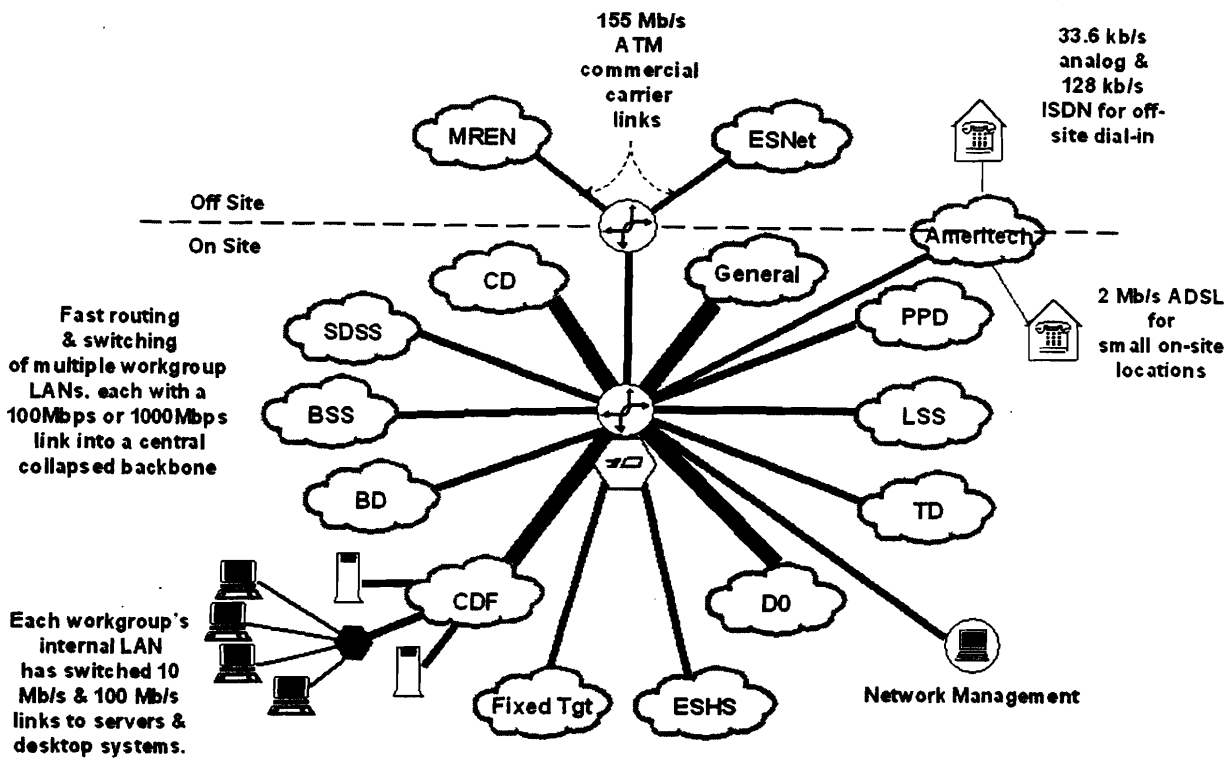 155 Mb/s
ATM
commercial
carrier
links
33.6 kb/s
analog &
128 kb/s
ISDN for off-
site dial-in
MREN
ESNet
Off Site
On Site
Ameritech
CD
General
SDSS
PPD
2 Mb/s ADSL
for
small on-site
locations
Fast routing
& switching
of multiple workgroup
LANs. each with a
100Mbps or 1000Mbps
link into a central
collapsed backbone
BSS
LSS
BD
TD
CDF
D0
Each workgroup's
internal LAN
has switched 10
Mb/s & 100 Mb/s
links to servers &
desktop systems.
Fixed Tgt
ESHS
Network Management